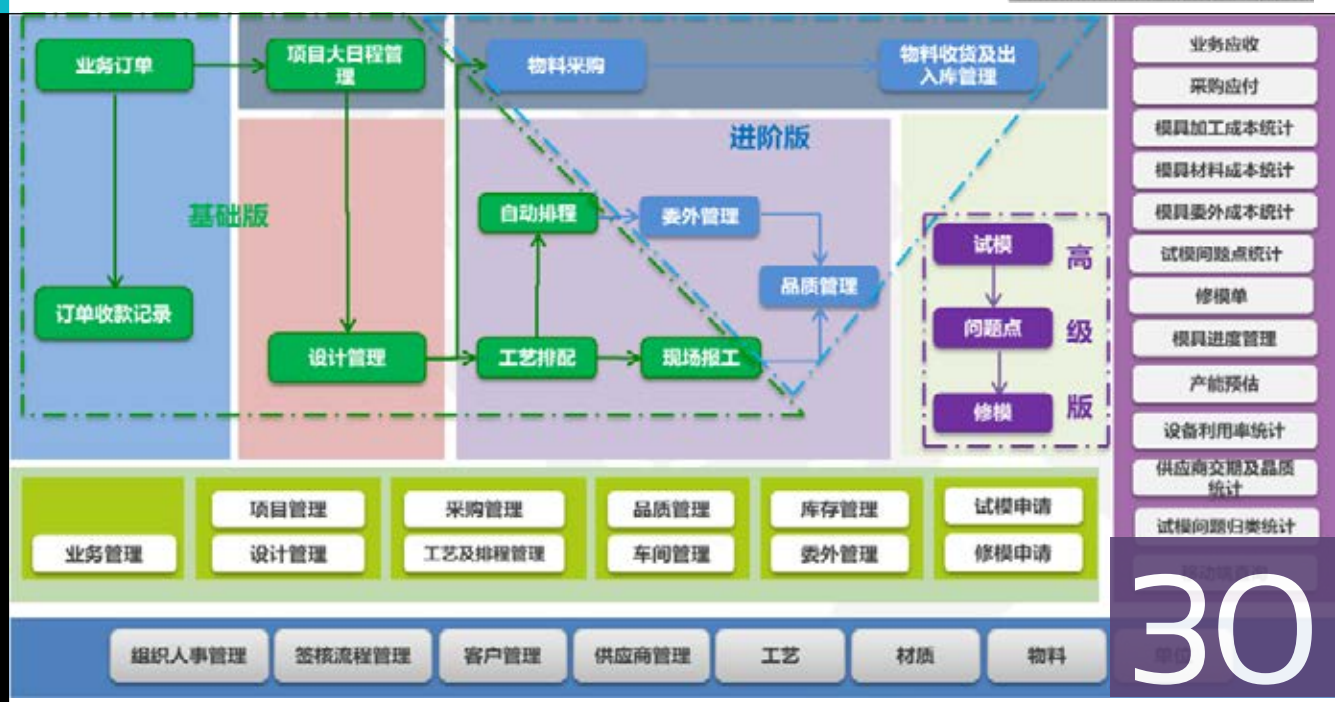 业务订单
项目大日程管
理
物料采购
物料收货及出
入库管理
进阶版
基础版
自动排程
委外管理
品质管理
订单收款记录
设计管理
工艺排配
现场报工
试模
问题点
修模
高
级
版
业务应收
采购应付
模具加工成本统计
模具材料成本统计
模具委外成本统计
试模问题点统计
修模单
模具进度管理
产能预估
设备利用率统计
供应商交期及品质
统计
试模问题归类统计
业务管理
项目管理
设计管理
采购管理
工艺及排程管理
品质管理
车间管理
库存管理
委外管理
试模申请
修模申请
组织人事管理
签核流程管理
客户管理
供应商管理
工艺
材质
物料
30